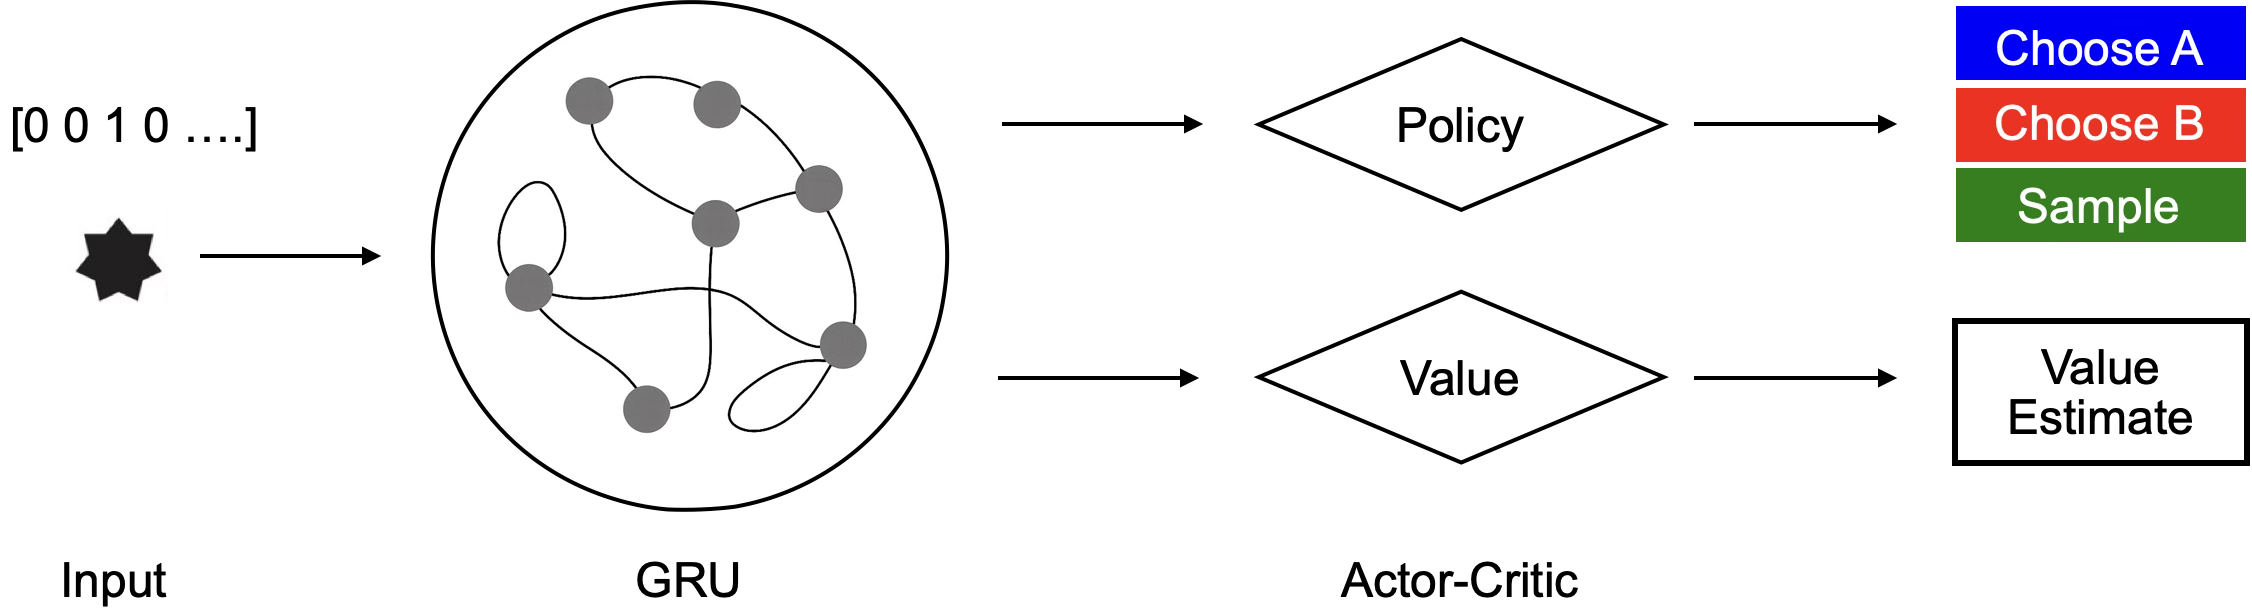 [0 0 1 0 ....]
Input
GRU
Policy
Value
Actor-Critic
Choose A
Choose B
Sample
Value
Estimate